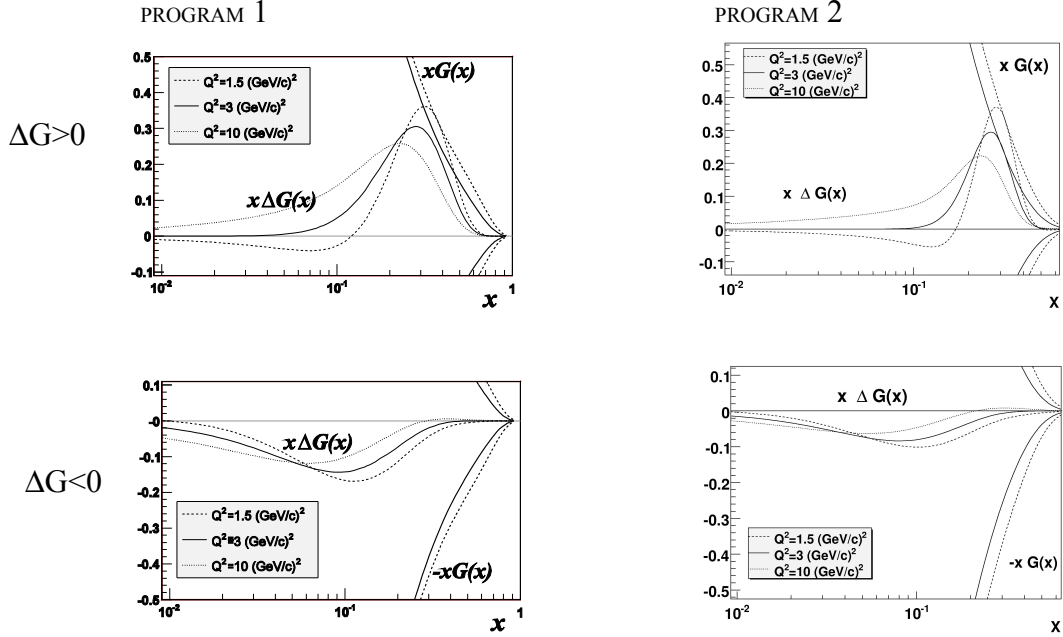 PROGRAM 1
PROGRAM 2
ΔG>0
0.5
0.4
0.3
0.2
0.1
0
-0.1
Q²=1.5 (GeV/c)²
Q²=3 (GeV/c)²
Q²=10 (GeV/c)²
xG(x)
xΔG(x)
10⁻²
10⁻¹
1
x
0.5
0.4
0.3
0.2
0.1
0
-0.1
Q²=1.5 (GeV/c)²
Q²=3 (GeV/c)²
Q²=10 (GeV/c)²
x G(x)
x Δ G(x)
10⁻²
10⁻¹
X
ΔG<0
0.1
-0
-0.1
-0.2
-0.3
-0.4
-0.5
xΔG(x)
Q²=1.5 (GeV/c)²
Q²=3 (GeV/c)²
Q²=10 (GeV/c)²
-xG(x)
10⁻²
10⁻¹
1
x
0.1
0
-0.1
-0.2
-0.3
-0.4
-0.5
x Δ G(x)
Q²=1.5 (GeV/c)²
Q²=3 (GeV/c)²
Q²=10 (GeV/c)²
-x G(x)
10⁻²
10⁻¹
X